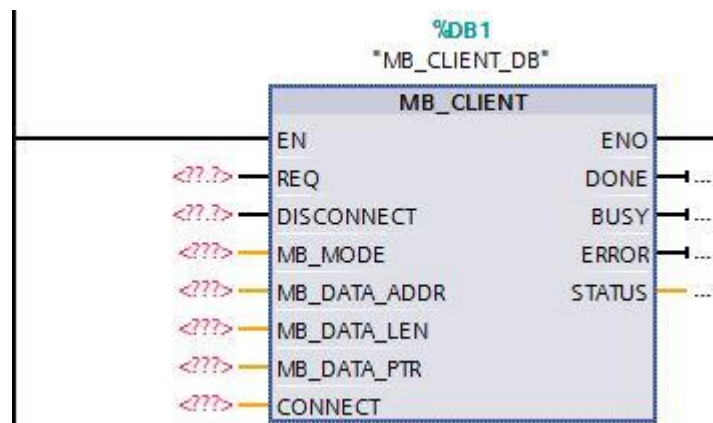 %DB1
"MB_CLIENT_DB"
MB_CLIENT
EN ENO
<??.?> REQ DONE ...
<??.?> DISCONNECT BUSY ...
<???> MB_MODE ERROR ...
<???> MB_DATA_ADDR STATUS ...
<???> MB_DATA_LEN
<???> MB_DATA_PTR
<???> CONNECT